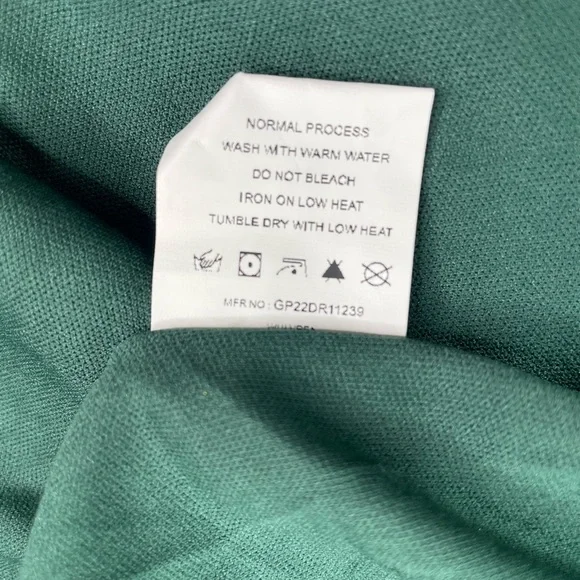 NORMAL PROCESS
WASH WITH WARM WATER
DO NOT BLEACH
IRON ON LOW HEAT
TUMBLE DRY WITH LOW HEAT
MFR NO : GP22DR11239